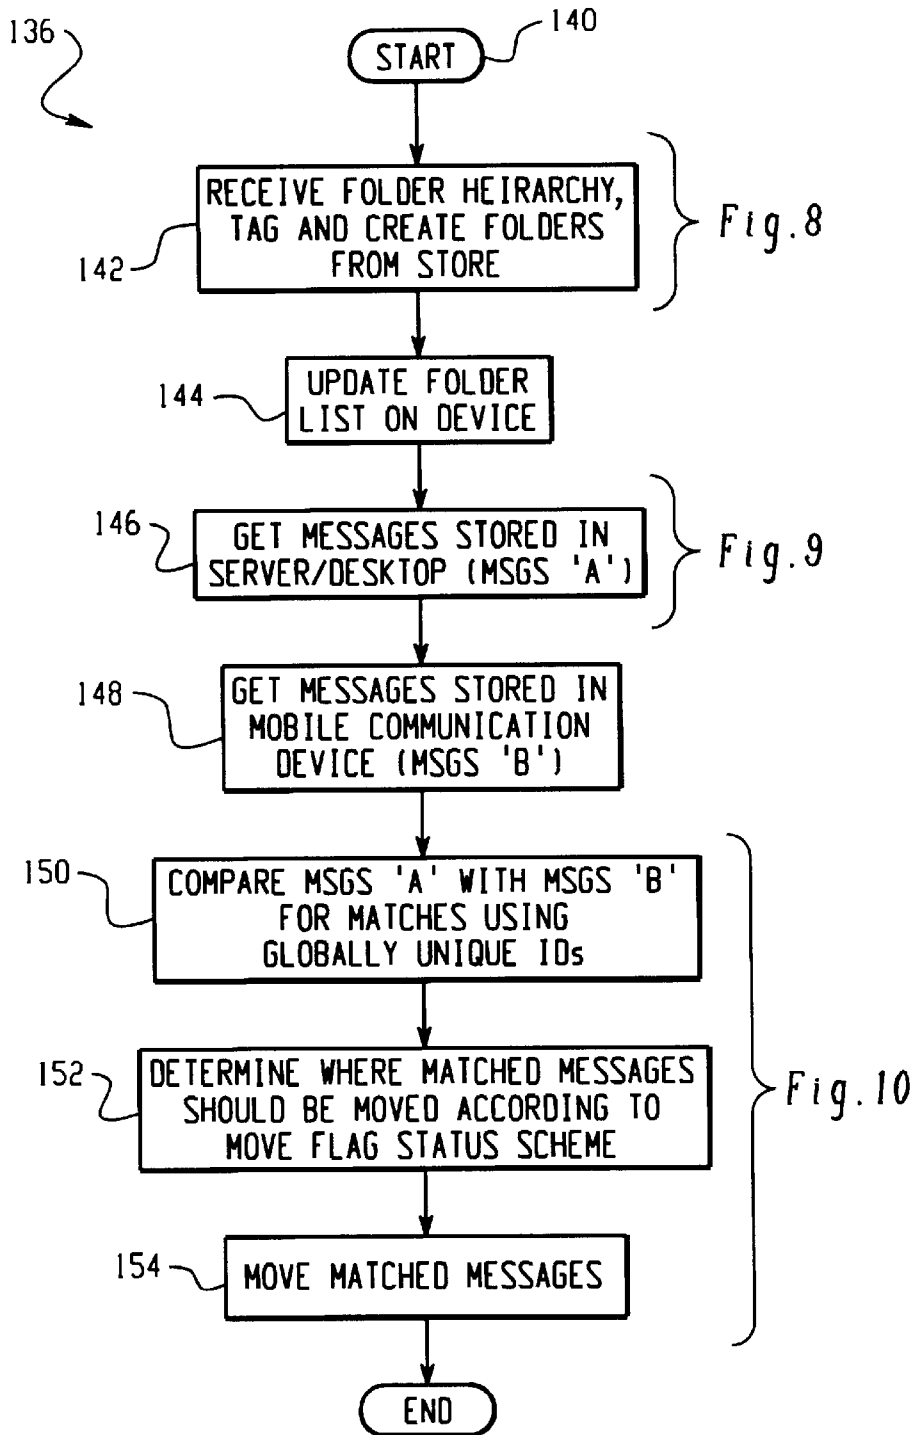 136
START
140
RECEIVE FOLDER HEIRARCHY,
TAG AND CREATE FOLDERS
FROM STORE
142
Fig.8
UPDATE FOLDER
LIST ON DEVICE
144
146
GET MESSAGES STORED IN
SERVER/DESKTOP (MSGS 'A')
Fig.9
148
GET MESSAGES STORED IN
MOBILE COMMUNICATION
DEVICE (MSGS 'B')
150
COMPARE MSGS 'A' WITH MSGS 'B'
FOR MATCHES USING
GLOBALLY UNIQUE IDs
152
DETERMINE WHERE MATCHED MESSAGES
SHOULD BE MOVED ACCORDING TO
MOVE FLAG STATUS SCHEME
Fig.10
154
MOVE MATCHED MESSAGES
END